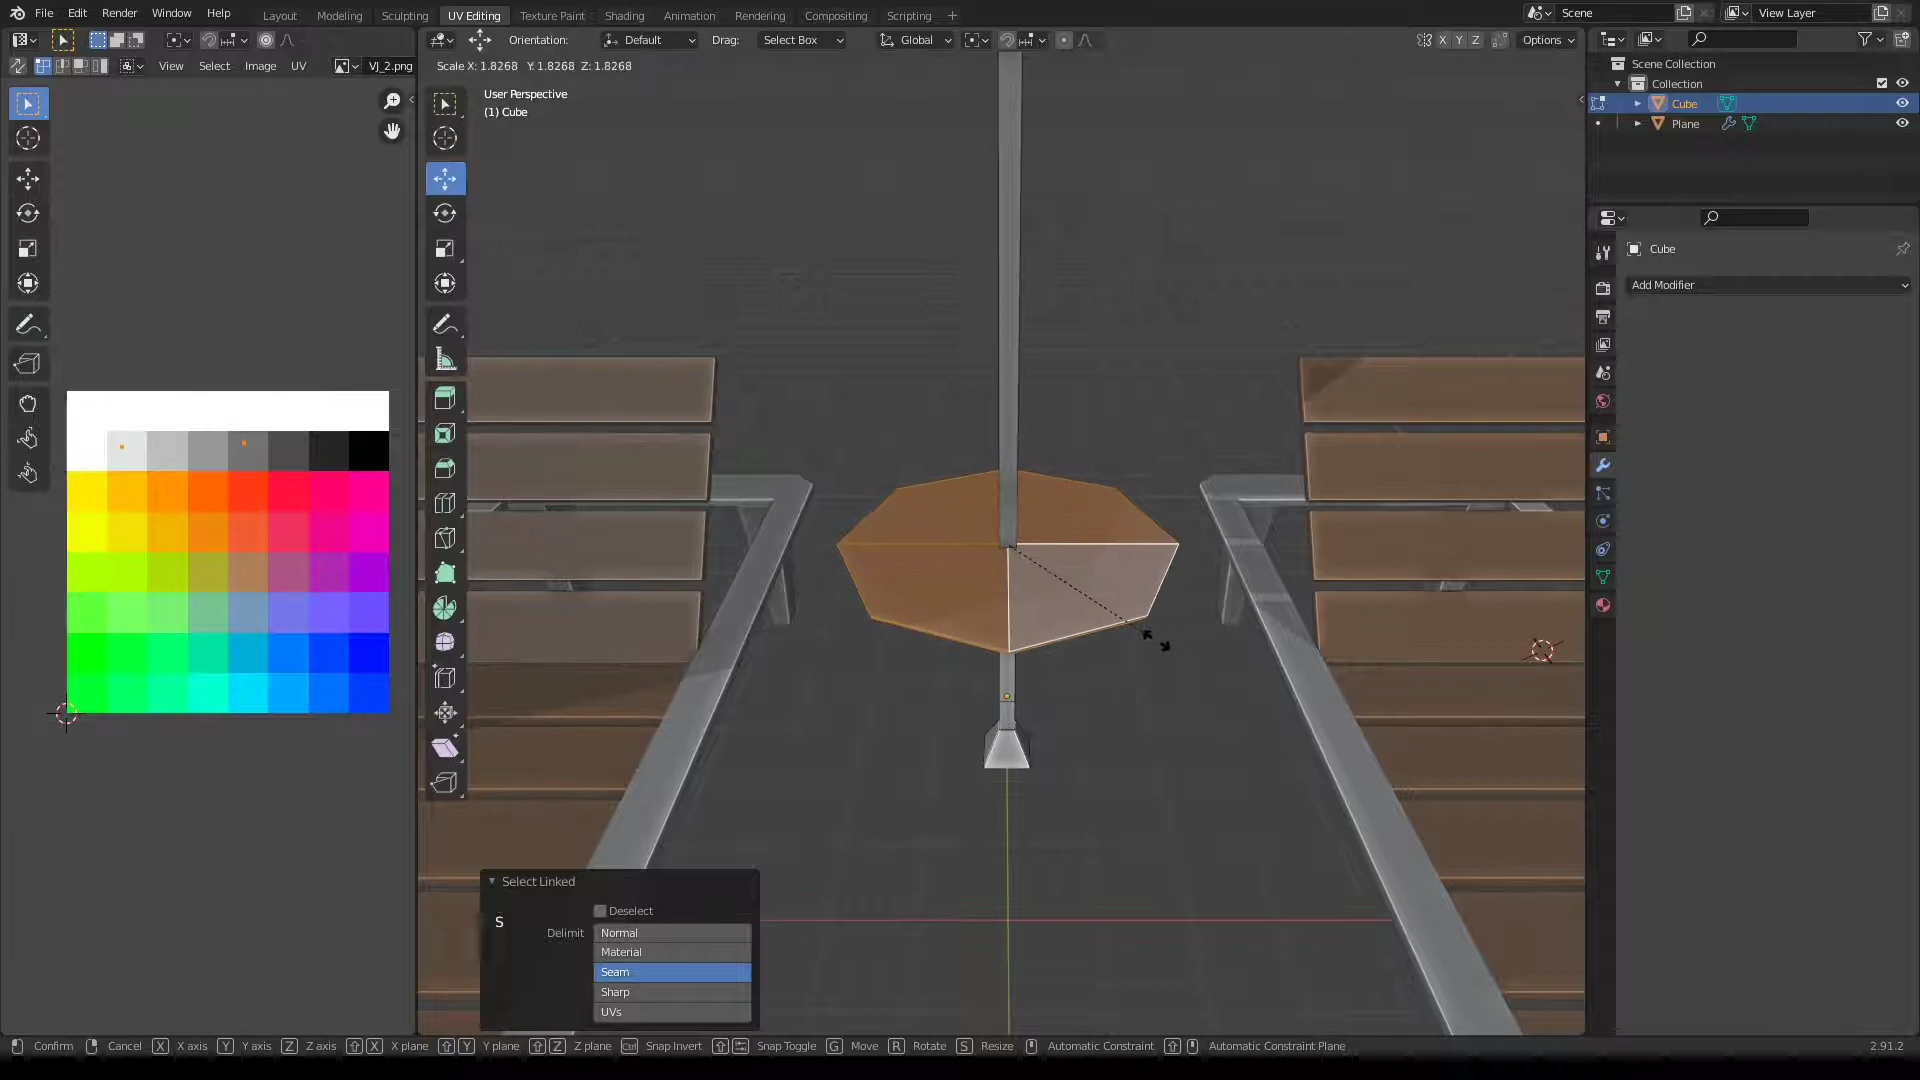 File Edit Render Window Help Layout Modeling Sculpting UV Editing Texture Paint Shading Animation Rendering Compositing Scripting + Scene View Layer
Orientation: Default Drag: Select Box Global X Y Z Options
View Select Image UV VJ_2.png Scale X: 1.8268 Y: 1.8268 Z: 1.8268
Scene Collection
Collection
Cube
Plane
User Perspective
(1) Cube
Cube
Add Modifier
Select Linked
Deselect
S
Delimit
Normal
Material
Seam
Sharp
UVs
Confirm Cancel X X axis Y Y axis Z Z axis X X plane Y Y plane Z Z plane Ctrl Snap Invert Snap Toggle G Move R Rotate S Resize Automatic Constraint Automatic Constraint Plane 2.91.2